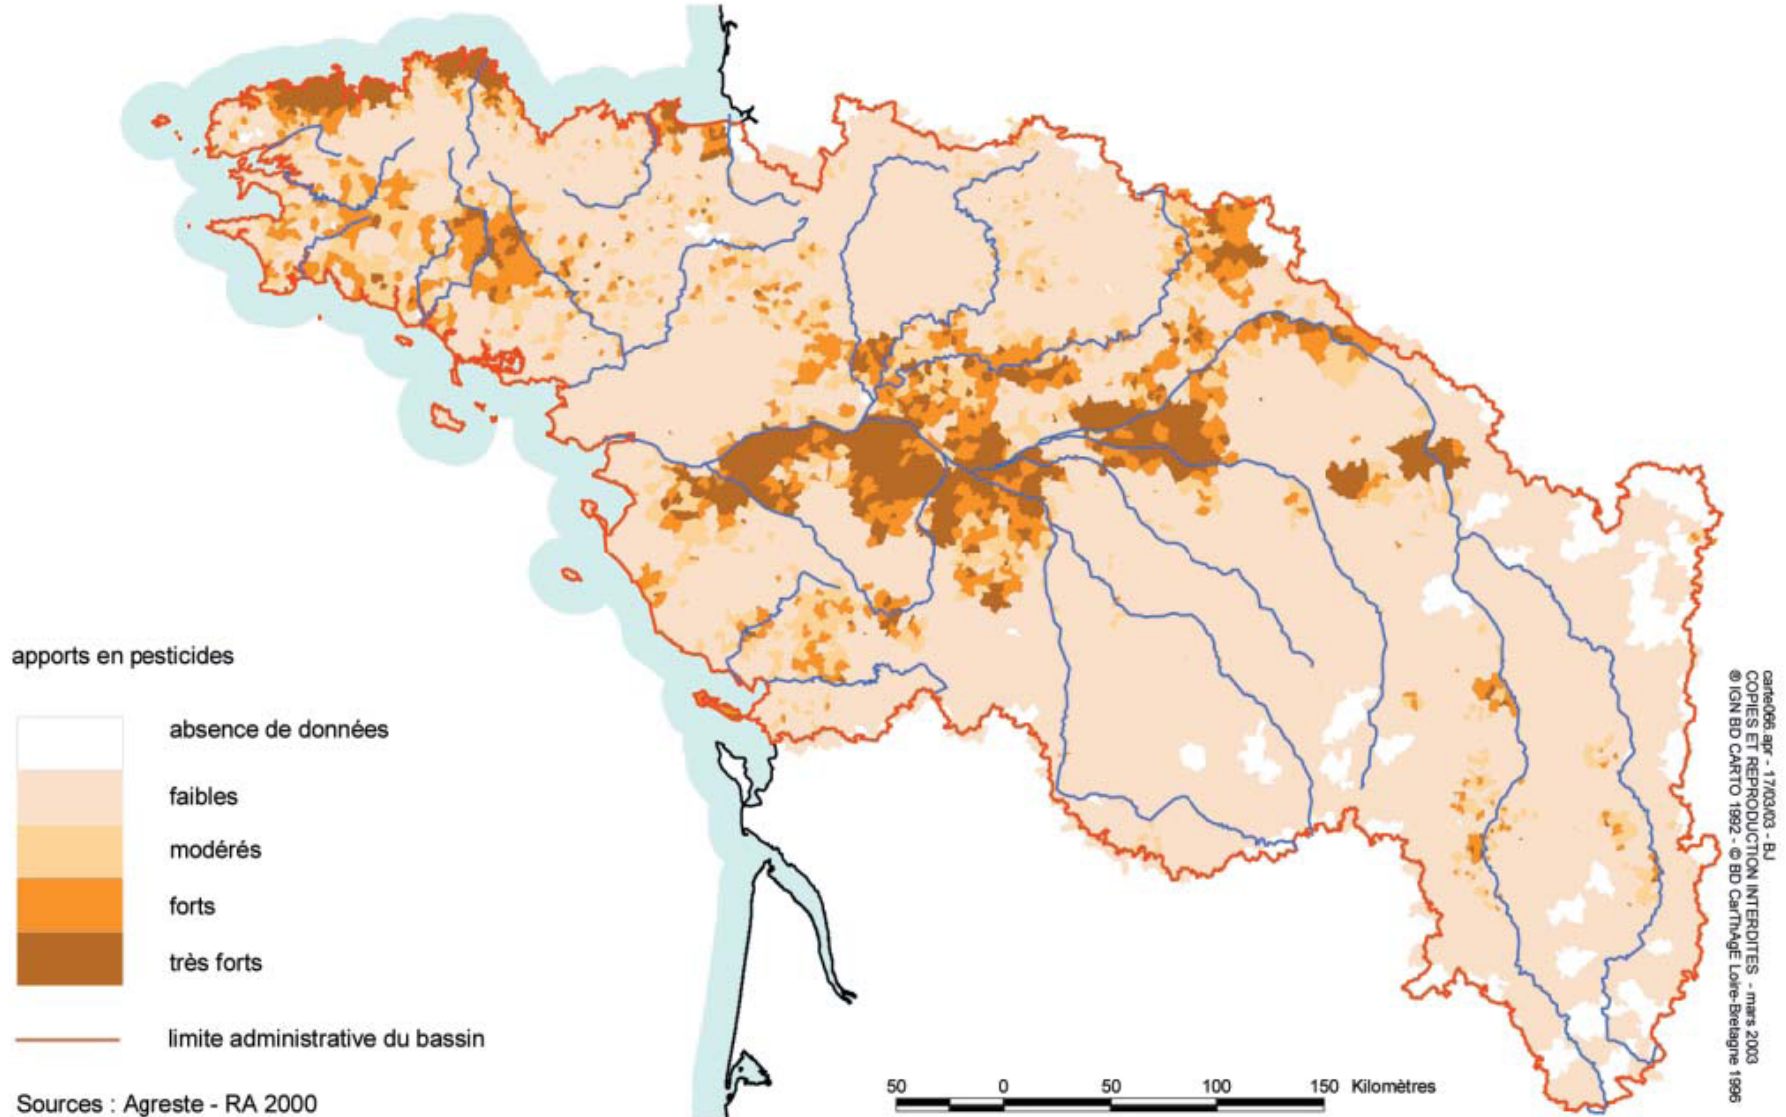 apports en pesticides
absence de données
faibles
modérés
forts
très forts
limite administrative du bassin
Sources : Agreste - RA 2000
50 0 50 100 150 Kilomètres
carte066.apr - 17/03/03 - BJ
COPIES ET REPRODUCTION INTERDITES - mars 2003
© IGN BD CARTO 1992 - © BD CarThAgE Loire-Bretagne 1996